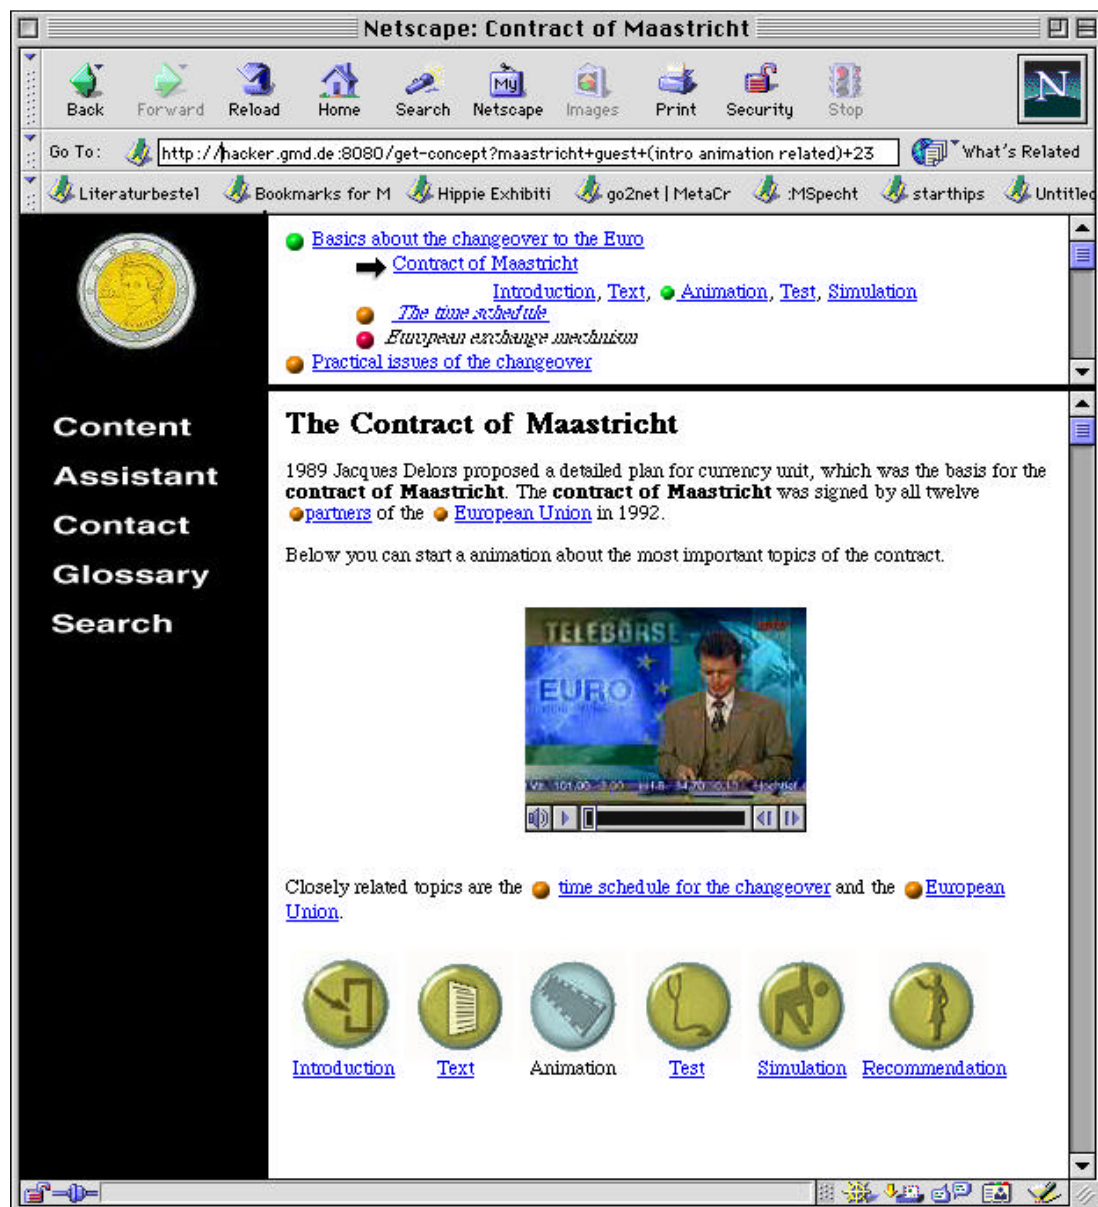 Netscape: Contract of Maastricht
Back Forward Reload Home Search Netscape Images Print Security Stop
My
N
Go To: http://hacker.gmd.de:8080/get-concept?maastricht+guest+(intro animation related)+23 What's Related
Literaturbestel Bookmarks for M Hippie Exhibiti go2net | MetaCr :MSpecht starthips Untitled
Basics about the changeover to the Euro
Contract of Maastricht
Introduction, Text, Animation, Test, Simulation
The time schedule
European exchange mechnism
Practical issues of the changeover
Content
Assistant
Contact
Glossary
Search
The Contract of Maastricht
1989 Jacques Delors proposed a detailed plan for currency unit, which was the basis for the
contract of Maastricht. The contract of Maastricht was signed by all twelve
partners of the European Union in 1992.
Below you can start a animation about the most important topics of the contract.
TELEBÖRSE
EURO
Closely related topics are the time schedule for the changeover and the European
Union.
Introduction Text Animation Test Simulation Recommendation